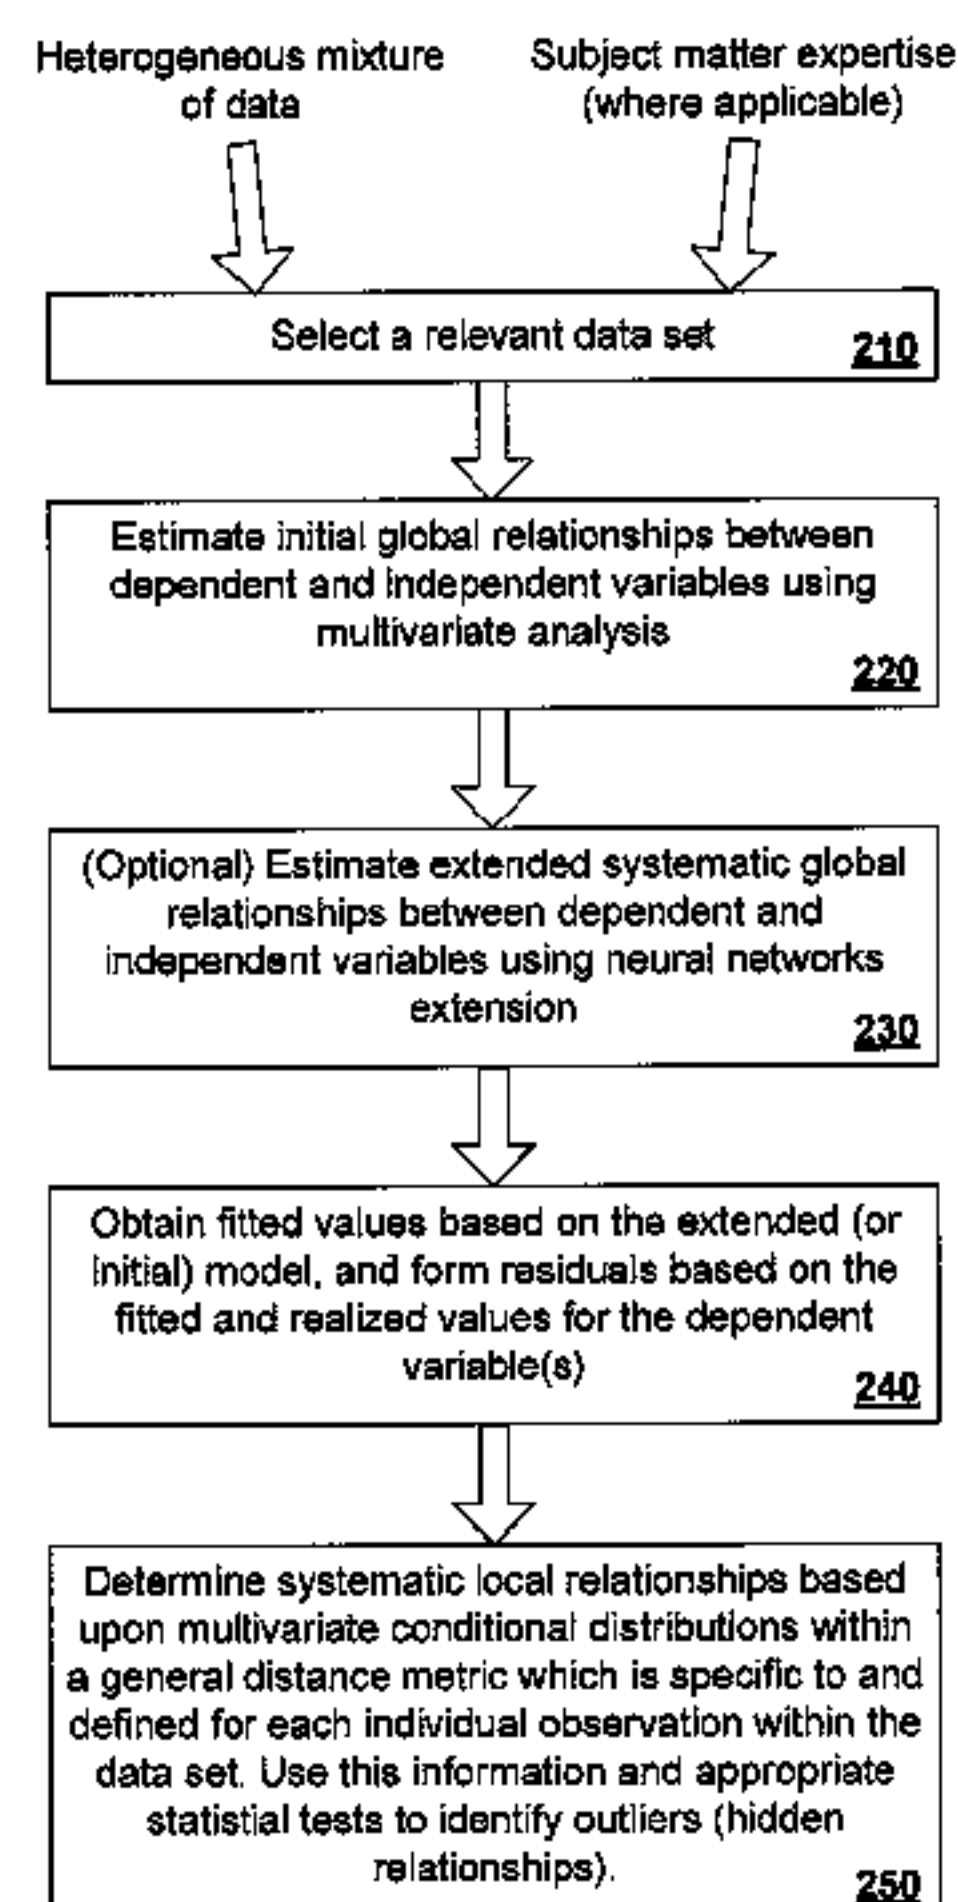 Heterogeneous mixture
of data
Subject matter expertise
(where applicable)
Select a relevant data set
210
Estimate initial global relationships between
dependent and independent variables using
multivariate analysis
220
(Optional) Estimate extended systematic global
relationships between dependent and
independent variables using neural networks
extension
230
Obtain fitted values based on the extended (or
initial) model, and form residuals based on the
fitted and realized values for the dependent
variable(s)
240
Determine systematic local relationships based
upon multivariate conditional distributions within
a general distance metric which is specific to and
defined for each individual observation within the
data set. Use this information and appropriate
statistial tests to identify outliers (hidden
relationships).
250